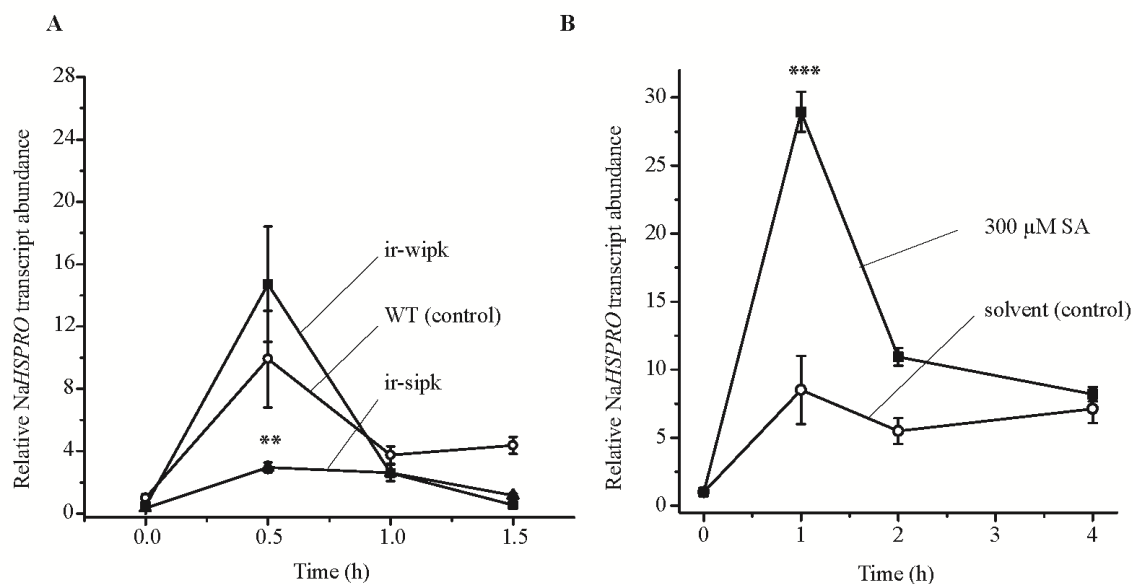 A
B
Relative NaHSPRO transcript abundance
28
24
20
16
12
8
4
0
ir-wipk
WT (control)
ir-sipk
**
0.0
0.5
1.0
1.5
Time (h)
Relative NaHSPRO transcript abundance
30
25
20
15
10
5
0
***
300 µM SA
solvent (control)
0
1
2
3
4
Time (h)